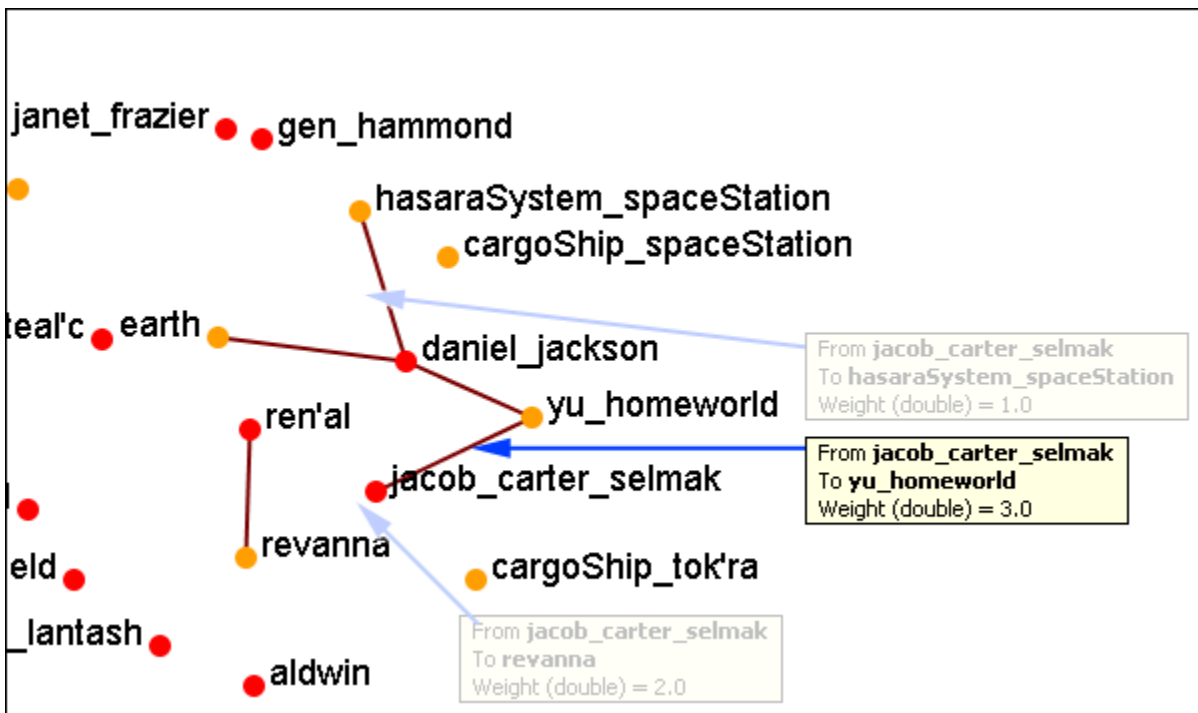 janet_frazier
gen_hammond
hasaraSystem_spaceStation
cargoShip_spaceStation
teal'c
earth
daniel_jackson
From jacob_carter_selmak
To hasaraSystem_spaceStation
Weight (double) = 1.0
yu_homeworld
ren'al
From jacob_carter_selmak
To yu_homeworld
Weight (double) = 3.0
jacob_carter_selmak
revanna
eld
cargoShip_tok'ra
_lantash
From jacob_carter_selmak
To revanna
Weight (double) = 2.0
aldwin